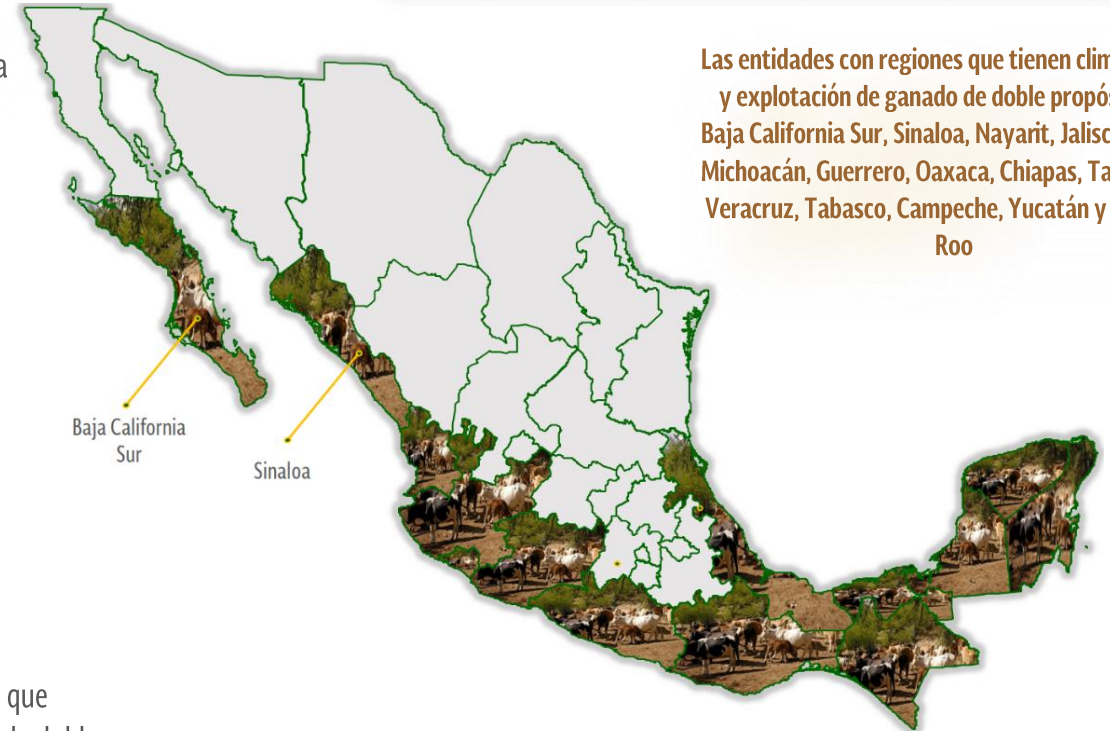 a
Las entidades con regiones que tienen clim
y explotación de ganado de doble propós
Baja California Sur, Sinaloa, Nayarit, Jalisc
Michoacán, Guerrero, Oaxaca, Chiapas, Ta
Veracruz, Tabasco, Campeche, Yucatán y
Roo
Baja California
Sur
Sinaloa
que